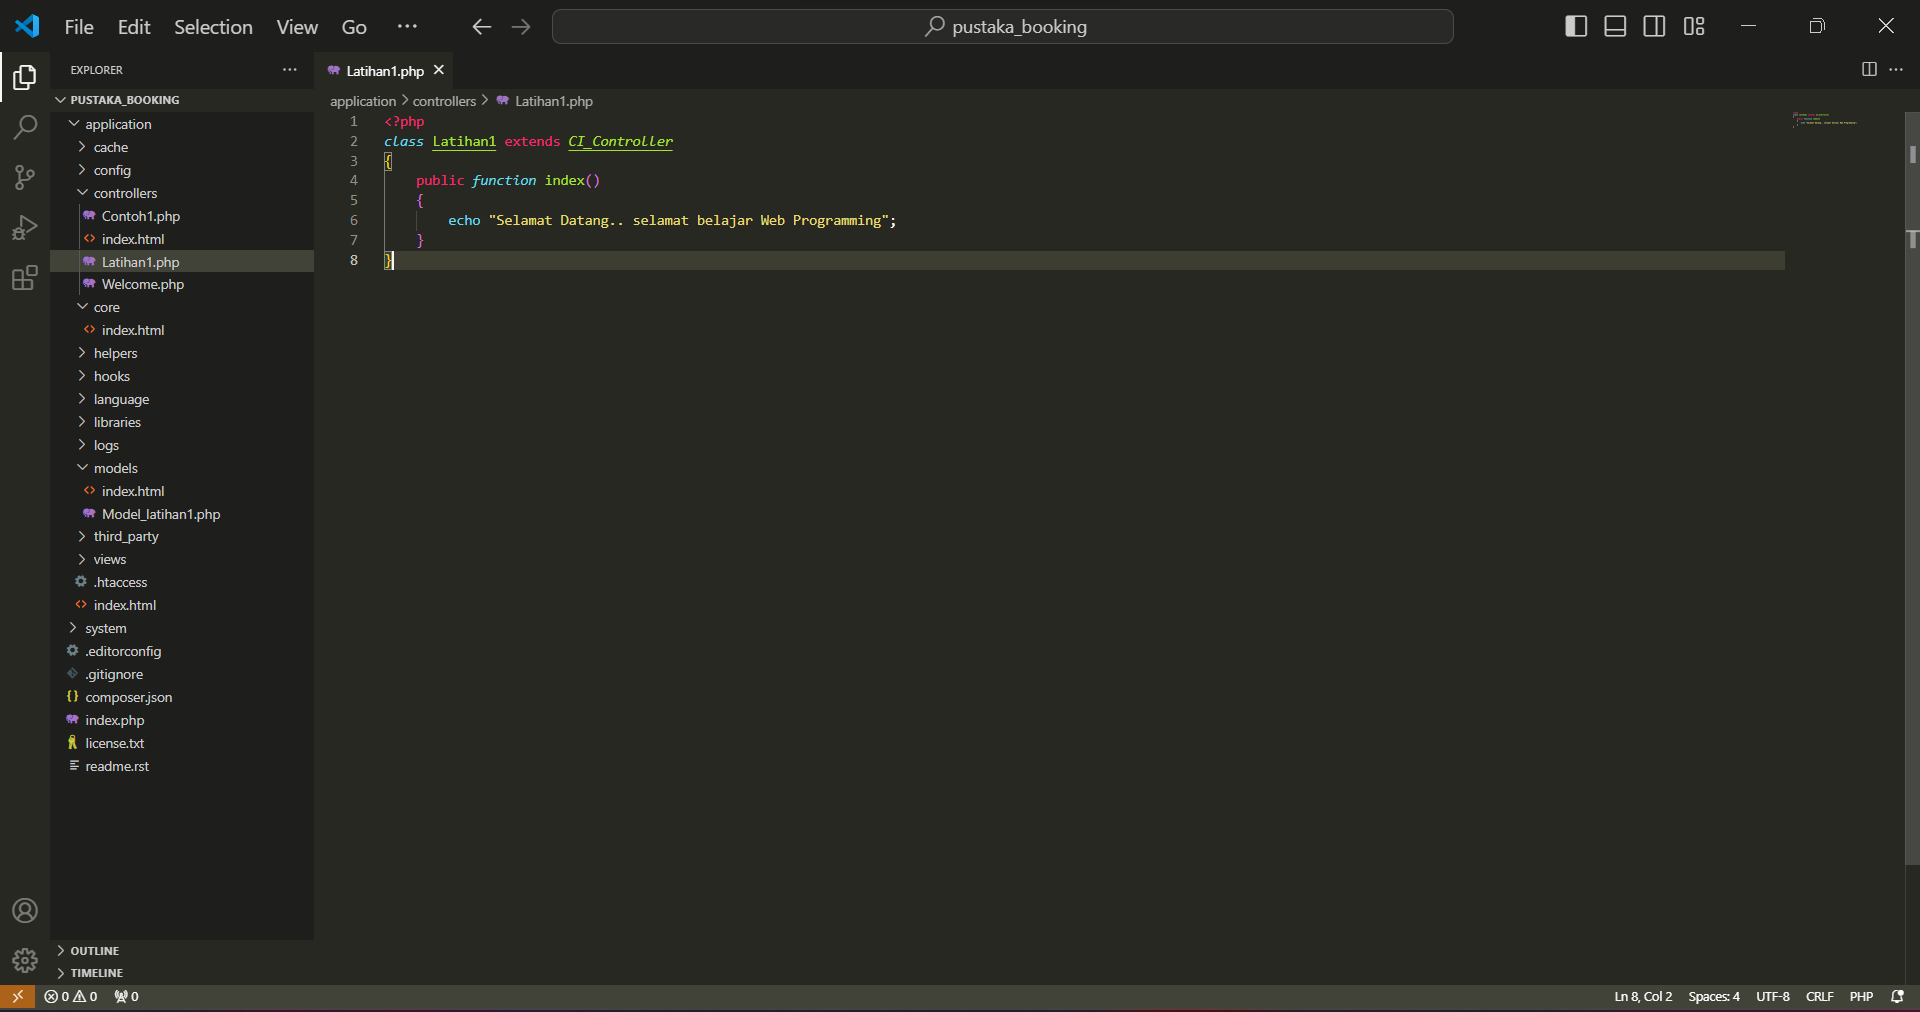 File Edit Selection View Go ··· pustaka_booking
EXPLORER ···
PUSTAKA_BOOKING
application
cache
config
controllers
Contoh1.php
index.html
Latihan1.php
Welcome.php
core
index.html
helpers
hooks
language
libraries
logs
models
index.html
Model_latihan1.php
third_party
views
.htaccess
index.html
system
.editorconfig
.gitignore
composer.json
index.php
license.txt
readme.rst
OUTLINE
TIMELINE
Latihan1.php
application > controllers > Latihan1.php
1 <?php
2 class Latihan1 extends CI_Controller
3 {
4     public function index()
5     {
6         echo "Selamat Datang.. selamat belajar Web Programming";
7     }
8 }
0 0 0 Ln 8, Col 2 Spaces: 4 UTF-8 CRLF PHP